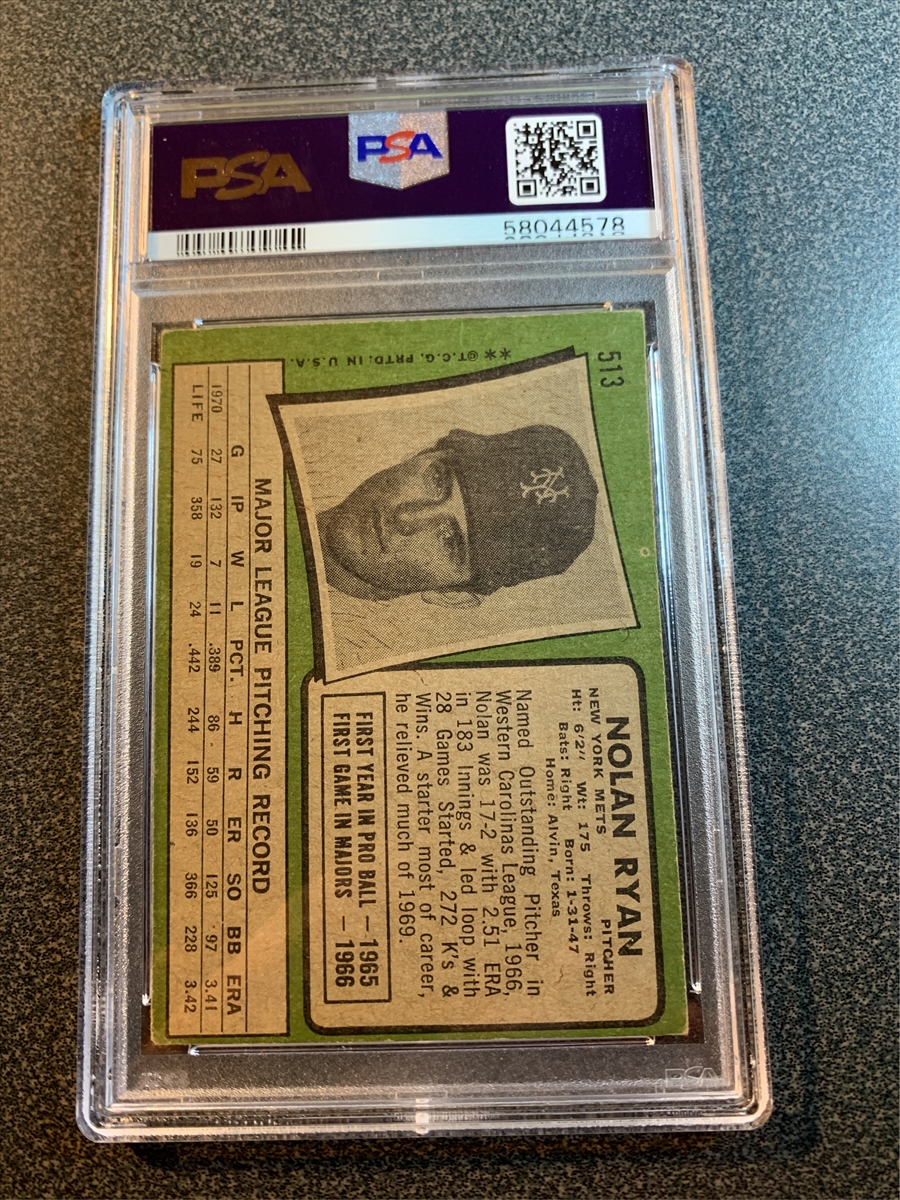 PSA
PSA
58044578
513
** ©T.C.G. PRTD. IN U.S.A.
NOLAN RYAN
PITCHER
NEW YORK METS
Ht: 6'2" Wt: 175 Throws: Right
Bats: Right Born: 1-31-47
Home: Alvin, Texas
Named Outstanding Pitcher in
Western Carolinas League, 1966,
Nolan was 17-2 with 2.51 ERA
in 183 Innings & led loop with
28 Games Started, 272 K's &
Wins. A starter most of career,
he relieved much of 1969.
FIRST YEAR IN PRO BALL — 1965
FIRST GAME IN MAJORS — 1966
NY
MAJOR LEAGUE PITCHING RECORD
G IP W L PCT. H R ER SO BB ERA
1970 27 132 7 11 .389 86 59 50 125 97 3.41
LIFE 75 358 19 24 .442 244 152 136 366 228 3.42
PSA